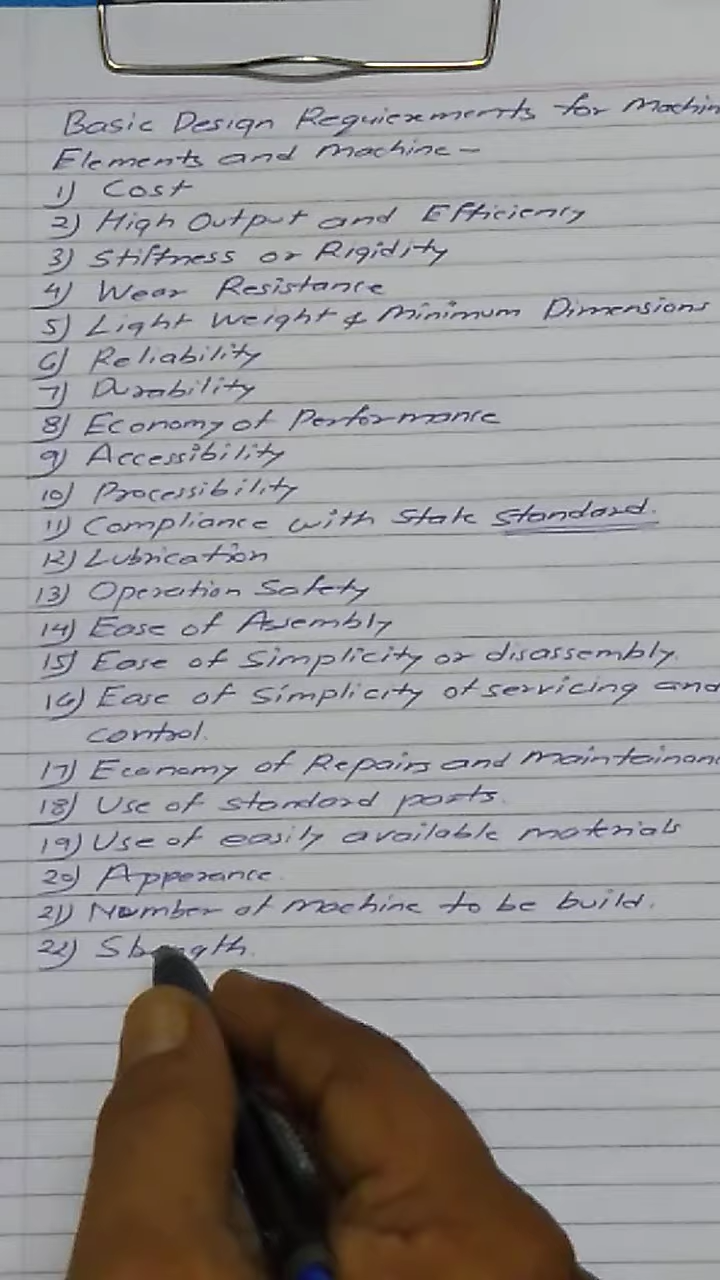 Basic Design Requirements for Machin
Elements and Machine -
1) Cost
2) High Output and Efficiency
3) Stiffness or Rigidity
4) Wear Resistance
5) Light Weight & Minimum Dimensions
6) Reliability
7) Durability
8) Economy of Performance
9) Accessibility
10) Processibility
11) Compliance with State Standard.
12) Lubrication
13) Operation Safety
14) Ease of Assembly
15) Ease of Simplicity or disassembly.
16) Ease of Simplicity of servicing and
control.
17) Economy of Repairs and Maintainan
18) Use of standard parts.
19) Use of easily available materials
20) Apperance.
21) Number of Machine to be build.
22)